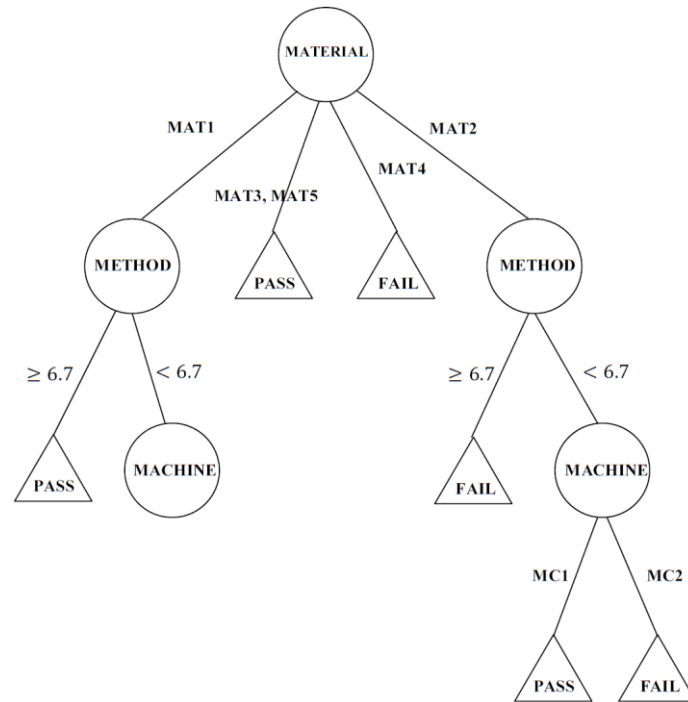 MATERIAL
MAT1
MAT2
MAT4
MAT3, MAT5
METHOD
PASS
FAIL
METHOD
≥ 6.7
< 6.7
≥ 6.7
< 6.7
PASS
MACHINE
FAIL
MACHINE
MC1
MC2
PASS
FAIL